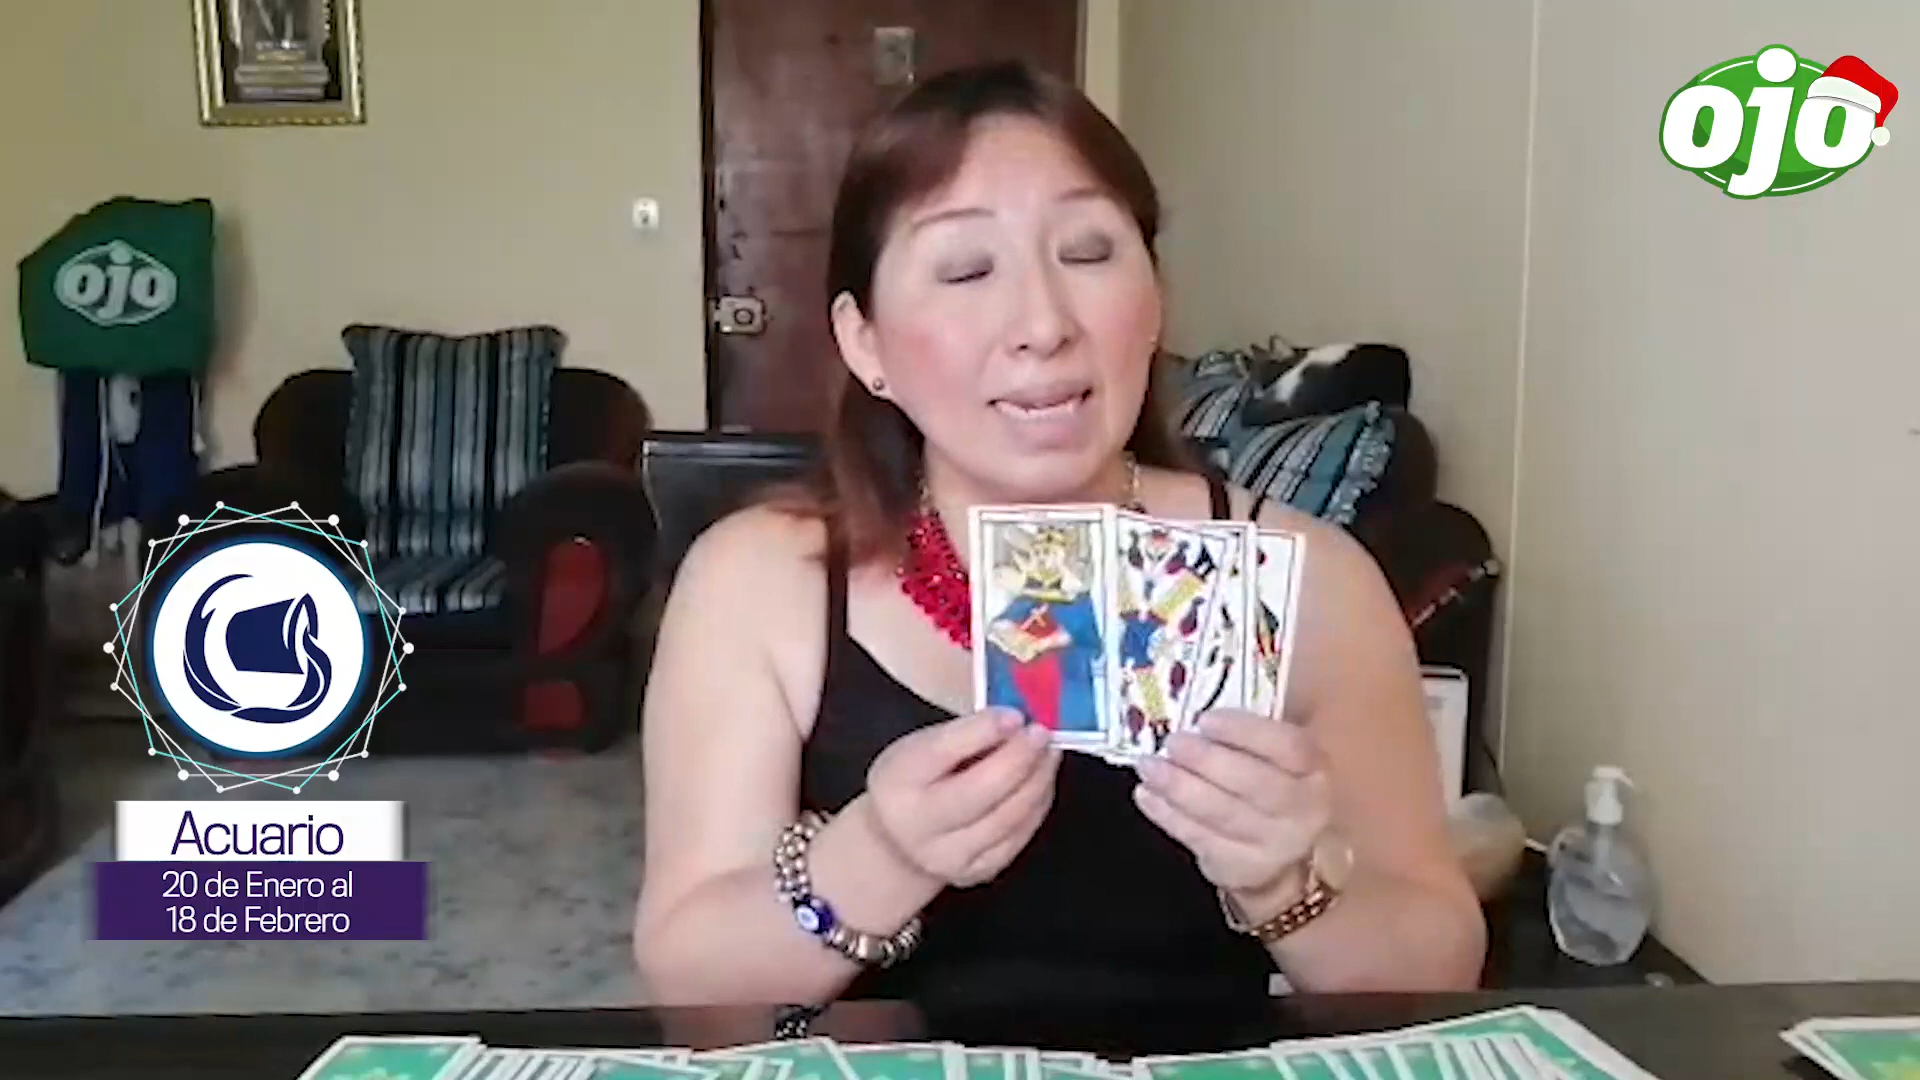 ojo
ojo
Acuario
20 de Enero al
18 de Febrero